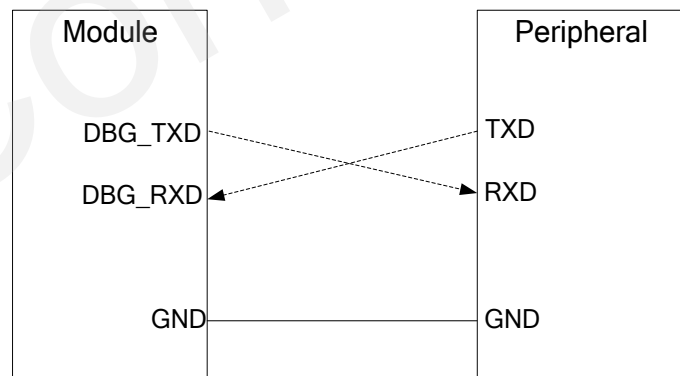 Module
Peripheral
DBG_TXD
TXD
DBG_RXD
RXD
GND
GND